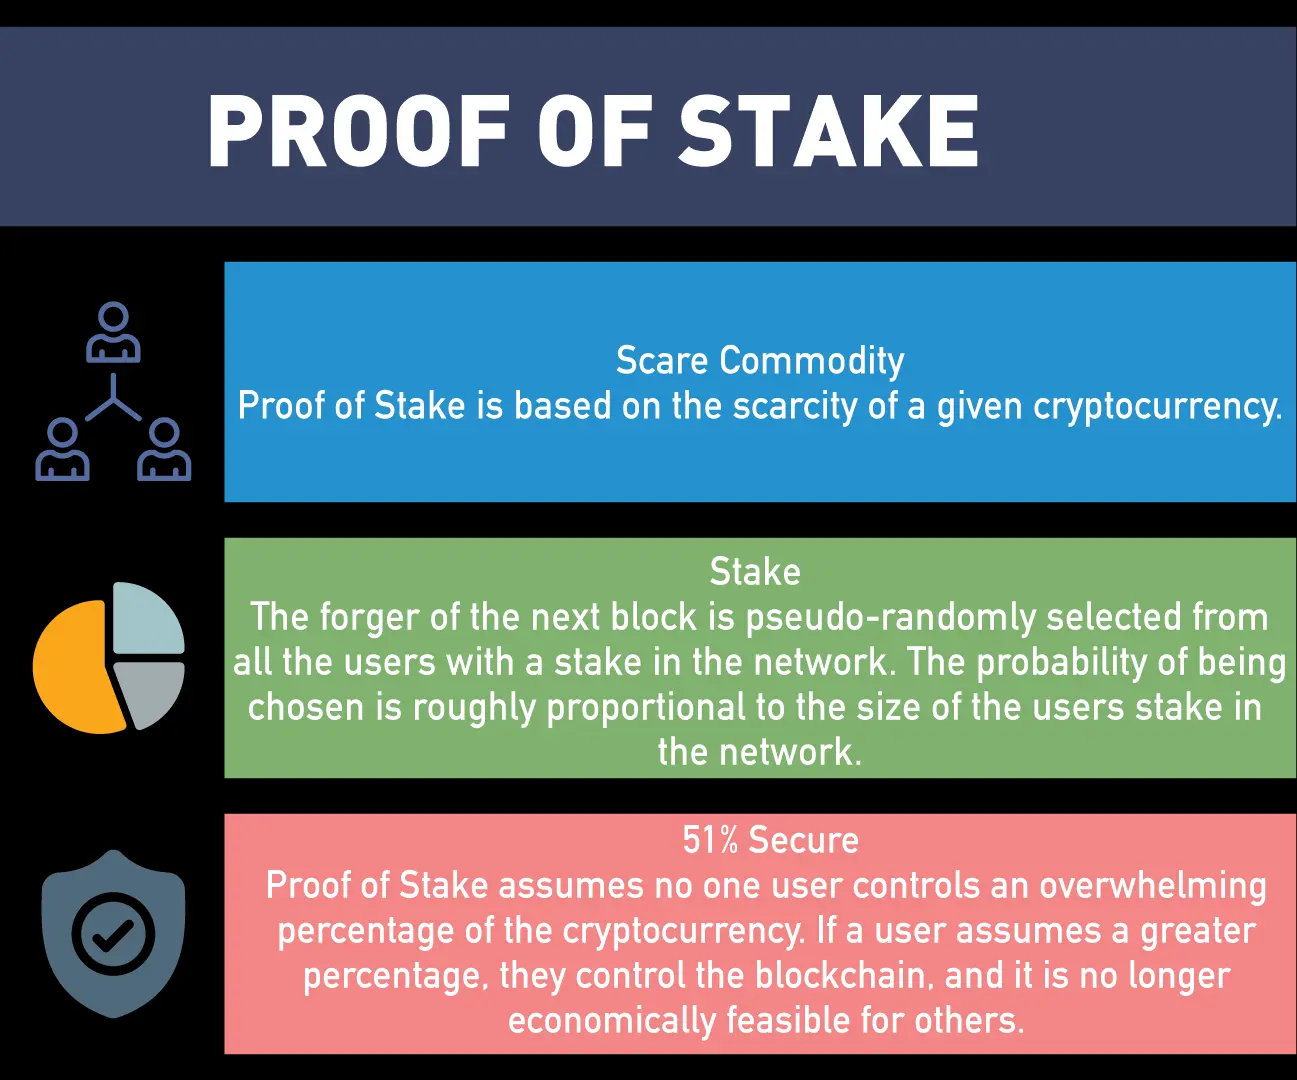 PROOF OF STAKE
Scare Commodity
Proof of Stake is based on the scarcity of a given cryptocurrency.
Stake
The forger of the next block is pseudo-randomly selected from
all the users with a stake in the network. The probability of being
chosen is roughly proportional to the size of the users stake in
the network.
51% Secure
Proof of Stake assumes no one user controls an overwhelming
percentage of the cryptocurrency. If a user assumes a greater
percentage, they control the blockchain, and it is no longer
economically feasible for others.